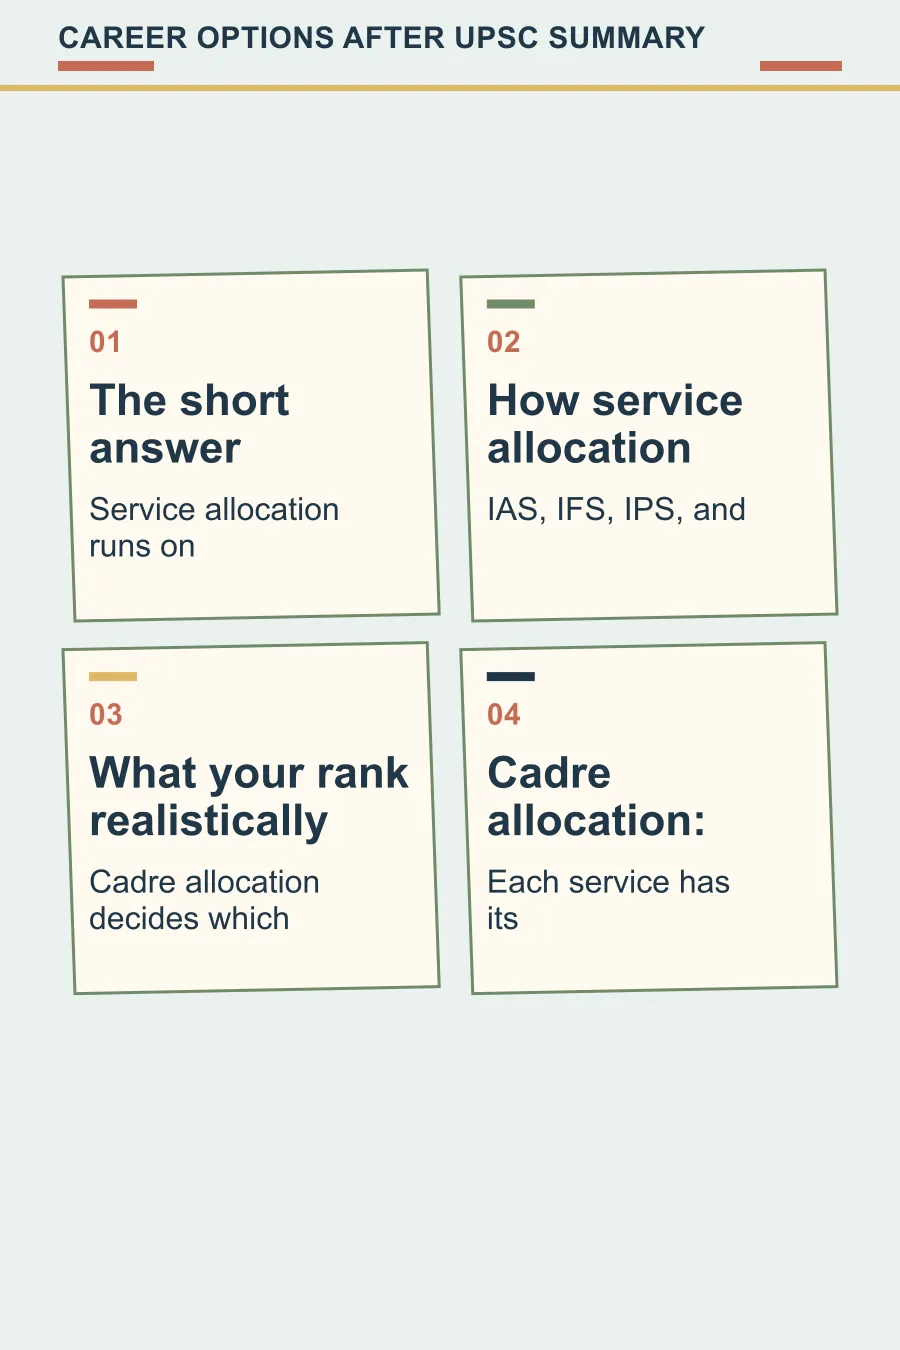 CAREER OPTIONS AFTER UPSC SUMMARY
01
The short
answer
Service allocation
runs on
02
How service
allocation
IAS, IFS, IPS, and
03
What your rank
realistically
Cadre allocation
decides which
04
Cadre
allocation:
Each service has
its